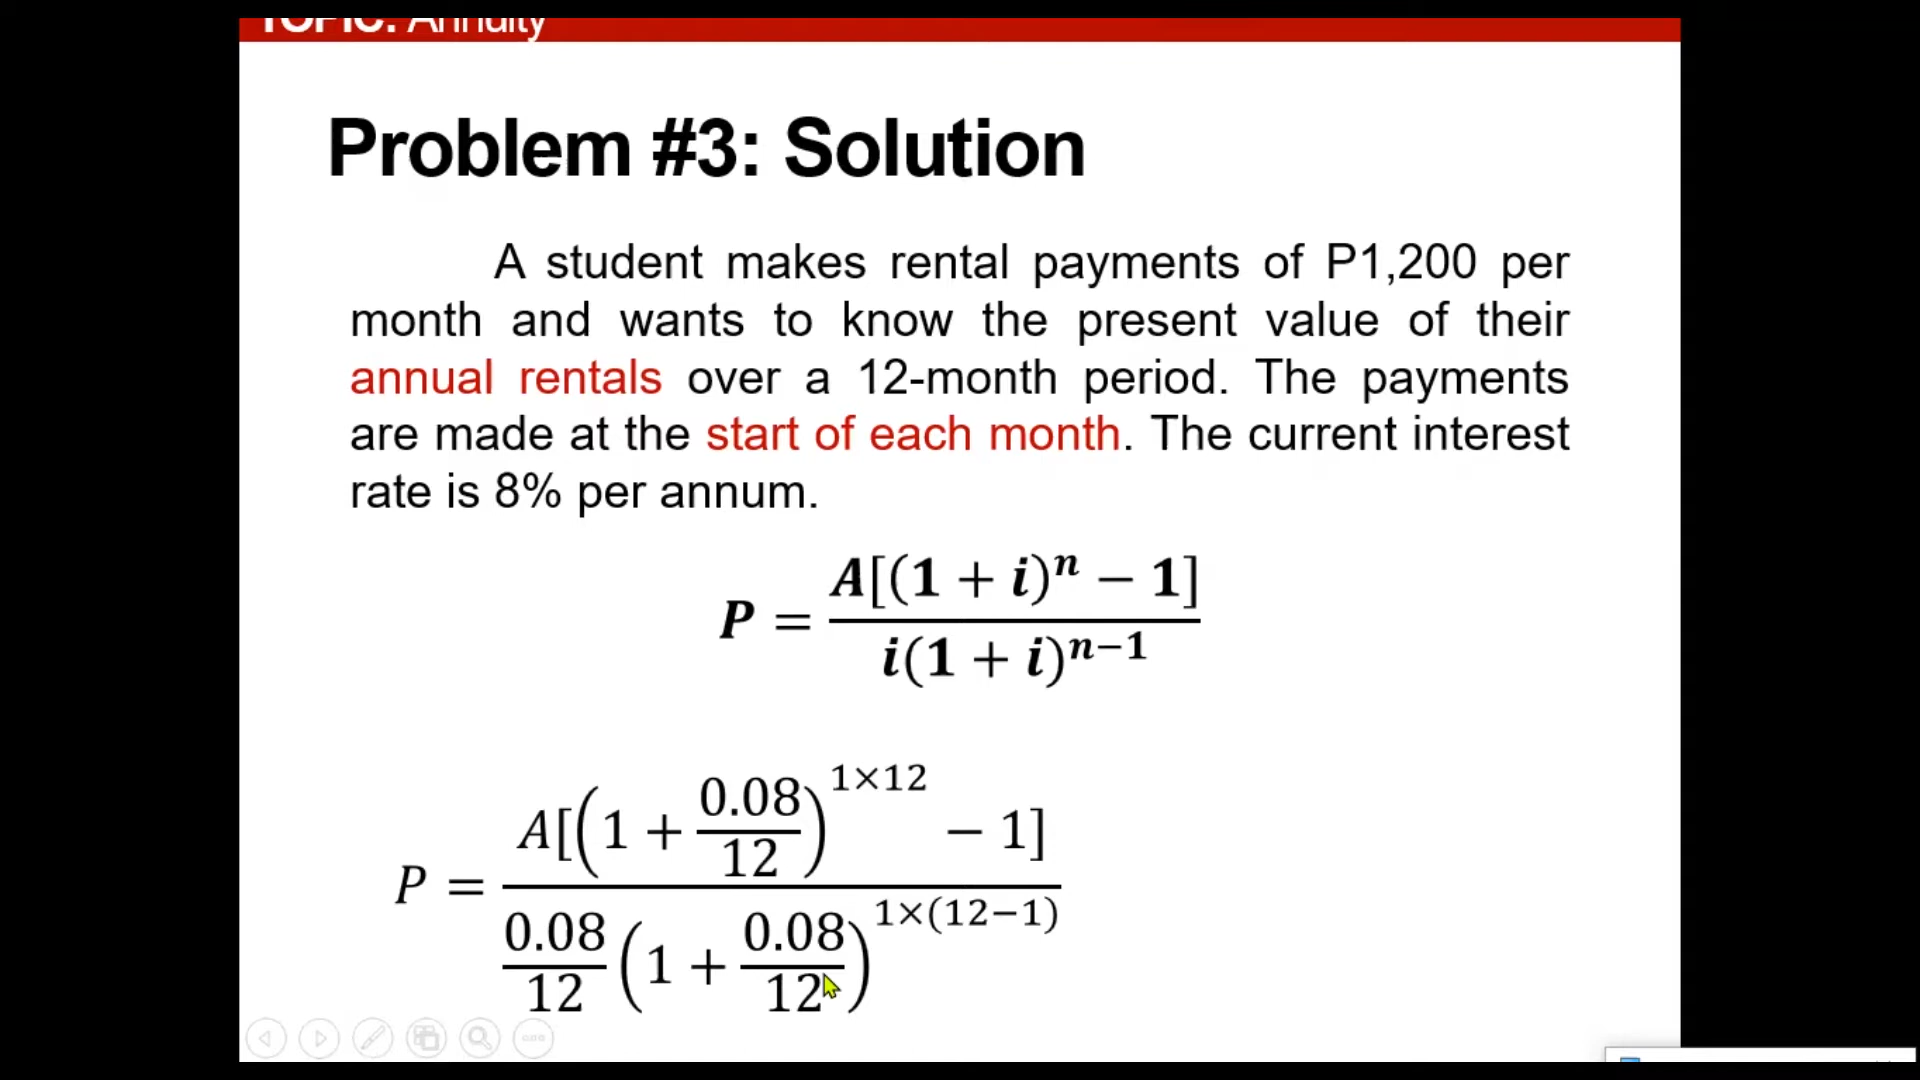 TOPIC: Annuity
Problem #3: Solution
A student makes rental payments of P1,200 per
month and wants to know the present value of their
annual rentals over a 12-month period. The payments
are made at the start of each month. The current interest
rate is 8% per annum.
P = A[(1 + i)^n − 1] / i(1 + i)^(n−1)
P = A[(1 + 0.08/12)^(1×12) − 1] / (0.08/12)(1 + 0.08/12)^(1×(12−1))